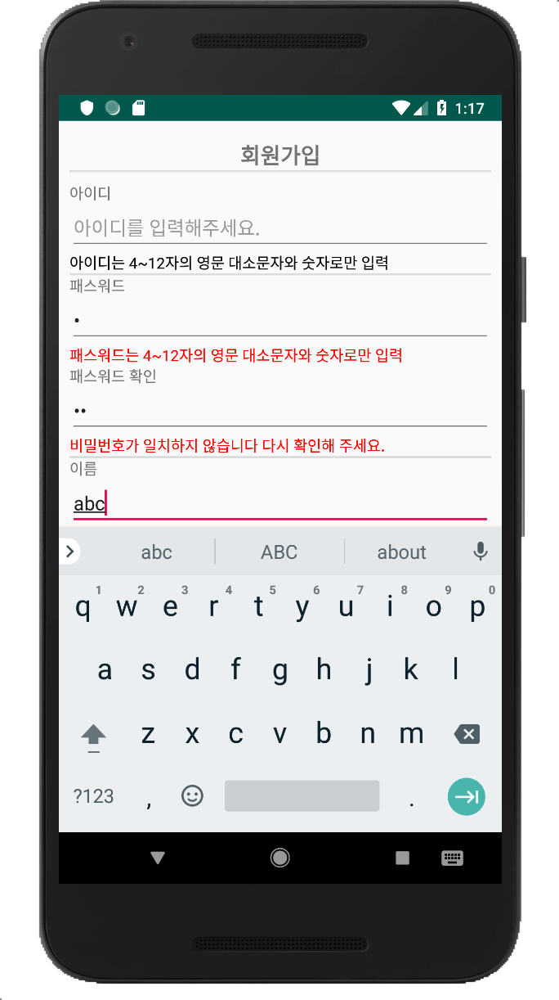 1:17
회원가입
아이디
아이디를 입력해주세요.
아이디는 4~12자의 영문 대소문자와 숫자로만 입력
패스워드
•
패스워드는 4~12자의 영문 대소문자와 숫자로만 입력
패스워드 확인
••
비밀번호가 일치하지 않습니다 다시 확인해 주세요.
이름
abc
abc ABC about
1 2 3 4 5 6 7 8 9 0
q w e r t y u i o p
a s d f g h j k l
z x c v b n m
?123 , .